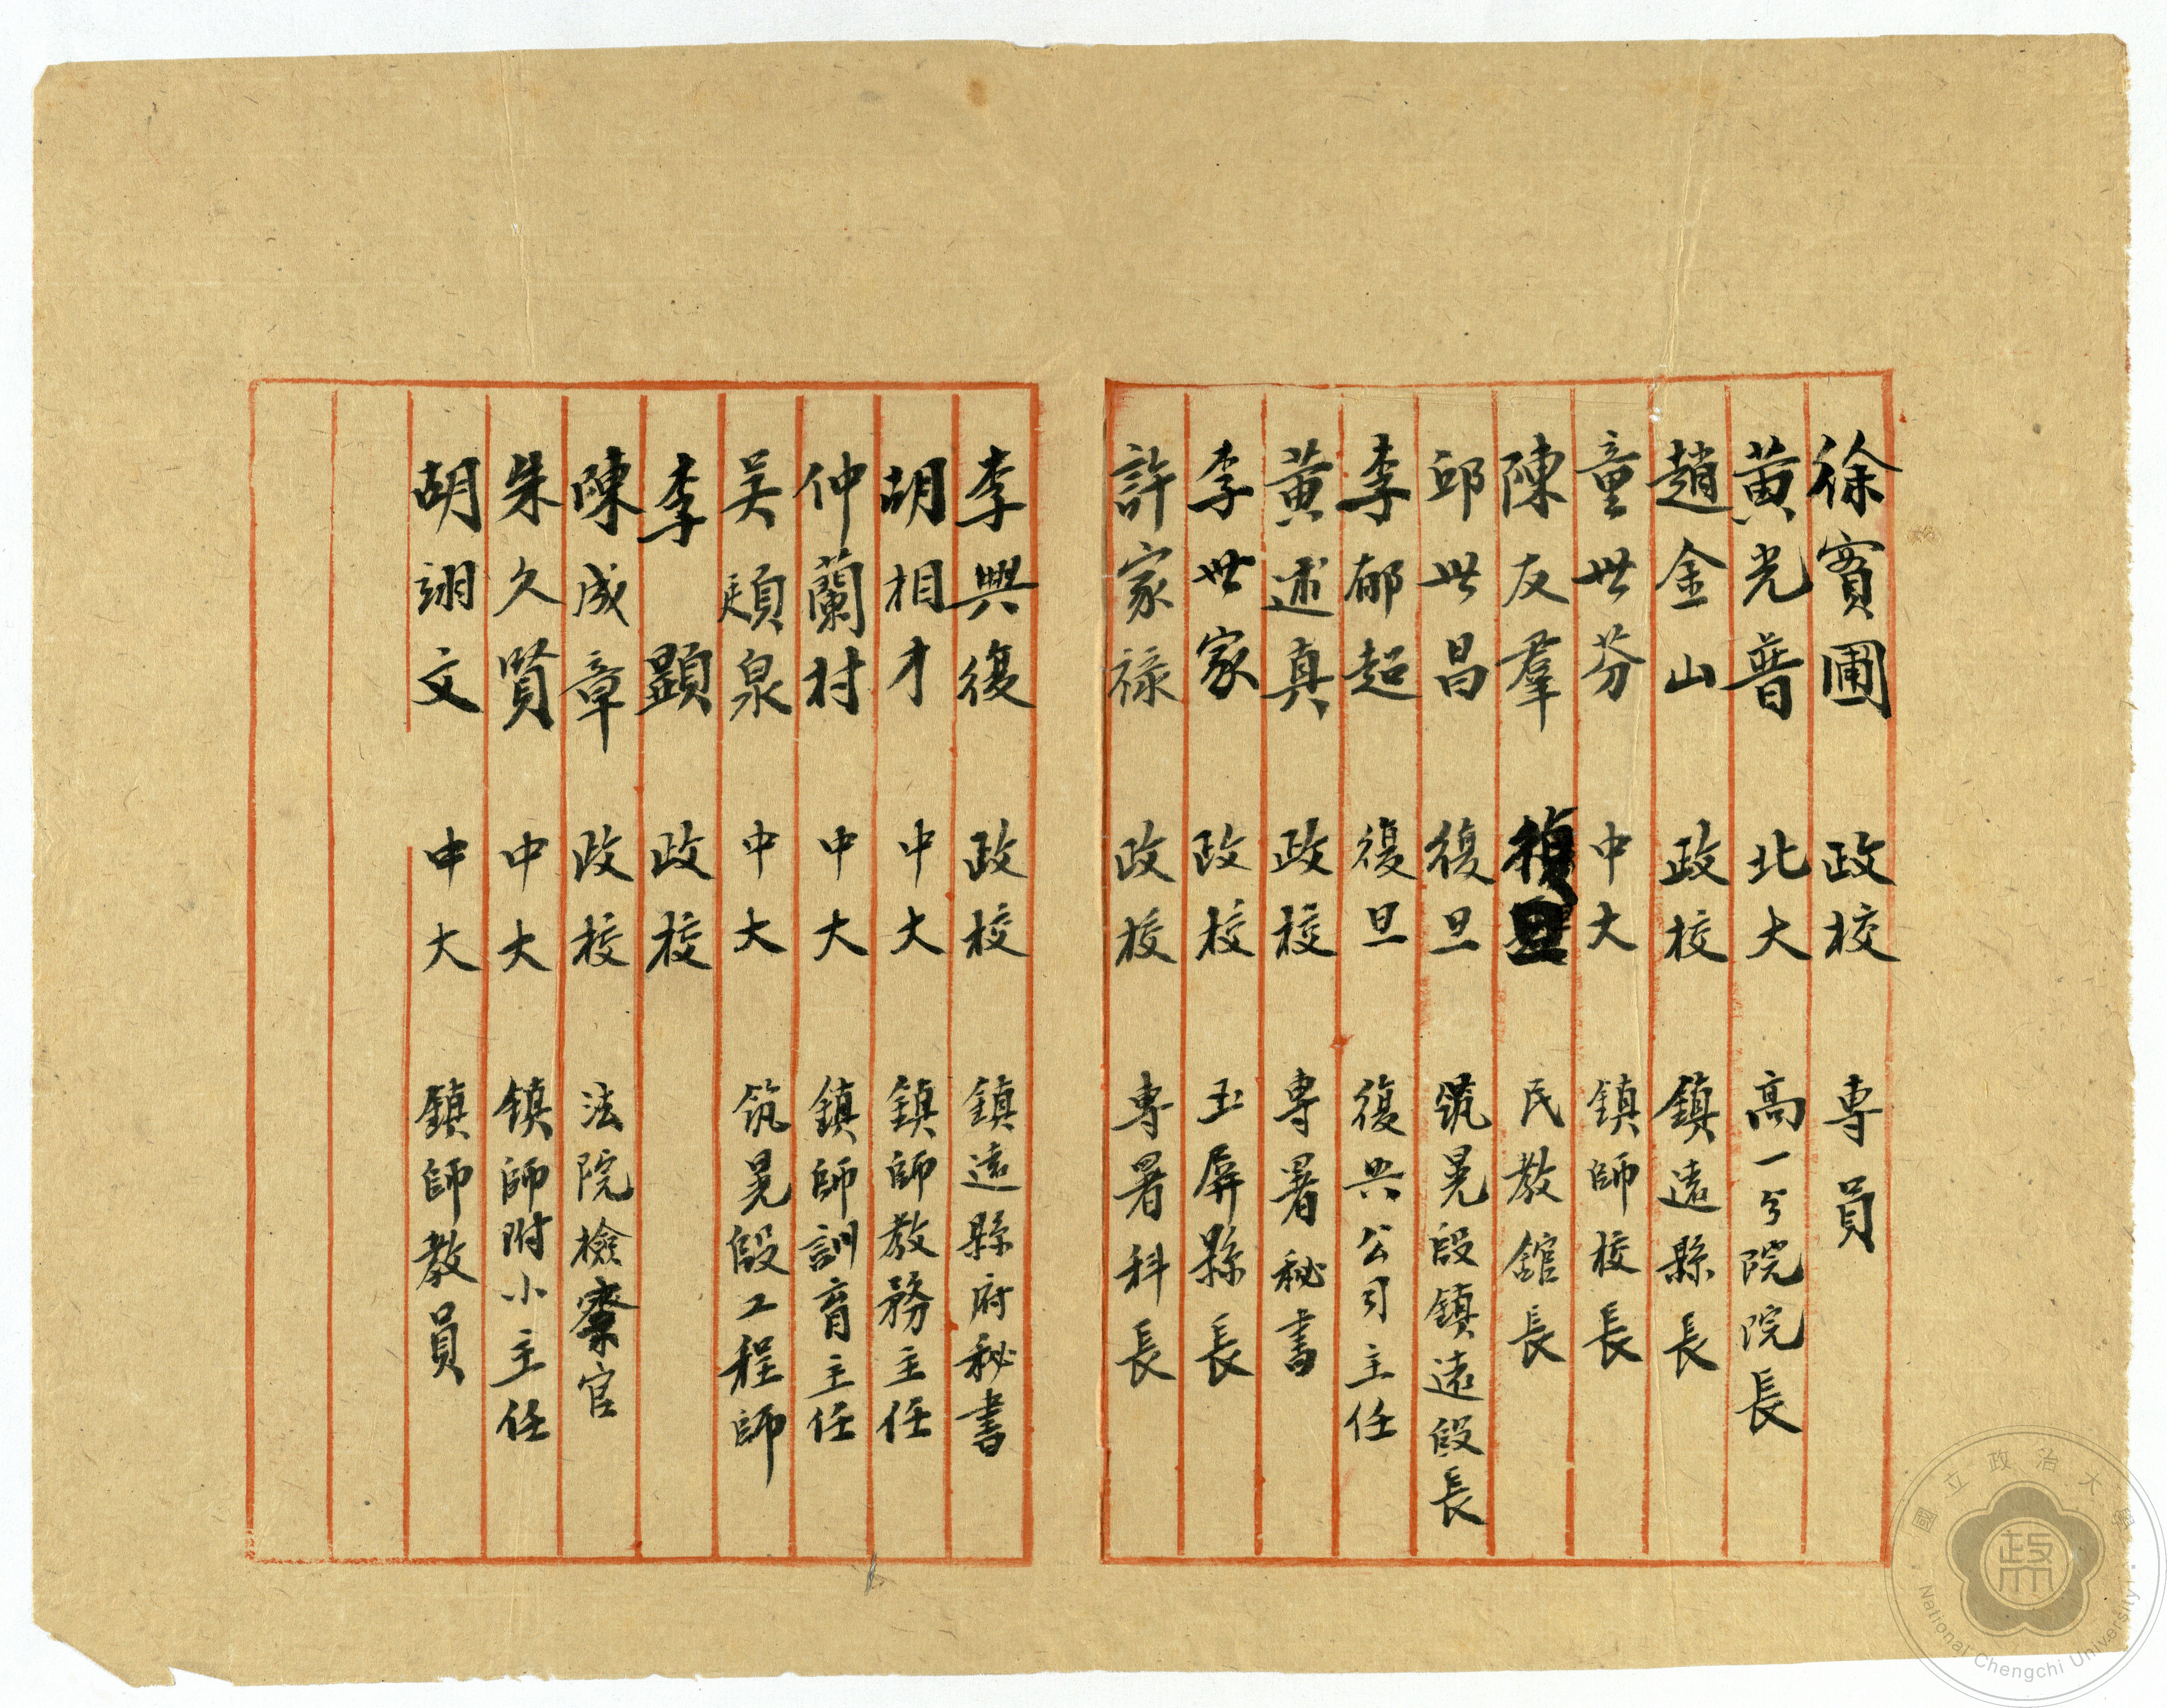 徐實圃 政校 專員
黃光普 北大 高一分院院長
趙金山 政校 鎮遠縣長
童世芬 中大 鎮師校長
陳友羣 復旦 民教館長
邱世昌 復旦 筑晃段鎮遠段長
李郁超 復旦 復興公司主任
黃述真 政校 專署秘書
李世家 政校 玉屏縣長
許家祿 政校 專署科長
李興復 政校 鎮遠縣府秘書
胡相才 中大 鎮師教務主任
仲蘭村 中大 鎮師訓育主任
吴頲泉 中大 筑晃段工程師
李顯 政校
陳成章 政校 法院檢察官
朱久賢 中大 镇師附小主任
胡翊文 中大 鎮師教員
國立政治大學
National Chengchi University